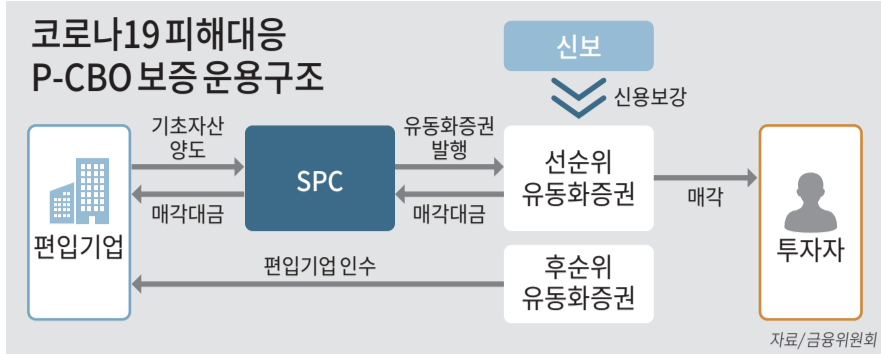 코로나19 피해대응
P-CBO 보증 운용구조
신보
신용보강
기초자산
양도
SPC
유동화증권
발행
선순위
유동화증권
매각
투자자
매각대금
매각대금
편입기업
편입기업 인수
후순위
유동화증권
자료/금융위원회